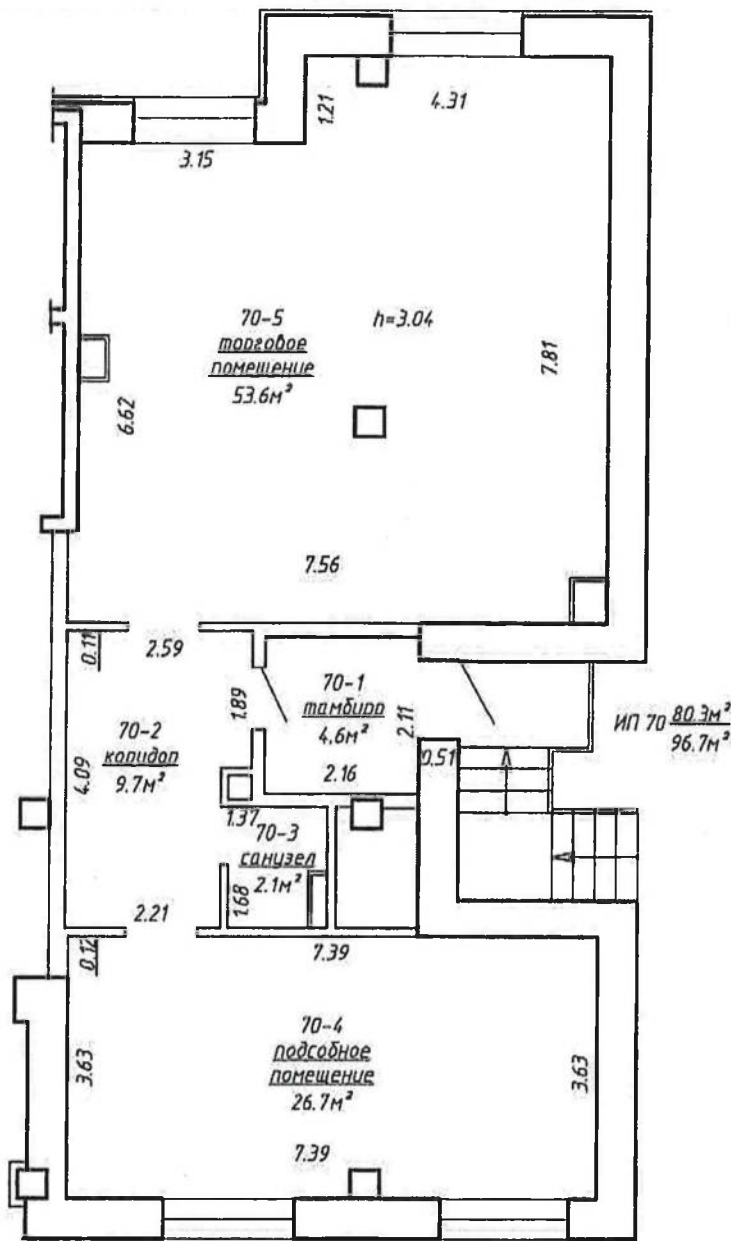 1.21
4.31
3.15
70-5
h=3.04
торговое
помещение
53.6м²
7.81
6.62
7.56
0.11
2.59
70-1
тамбур
4.6м²
1.89
2.11
ИП 70 80.3м²
96.7м²
70-2
коридор
9.7м²
4.09
2.16
0.51
1.37
70-3
санузел
2.1м²
1.68
2.21
0.12
7.39
70-4
подсобное
помещение
26.7м²
3.63
3.63
7.39